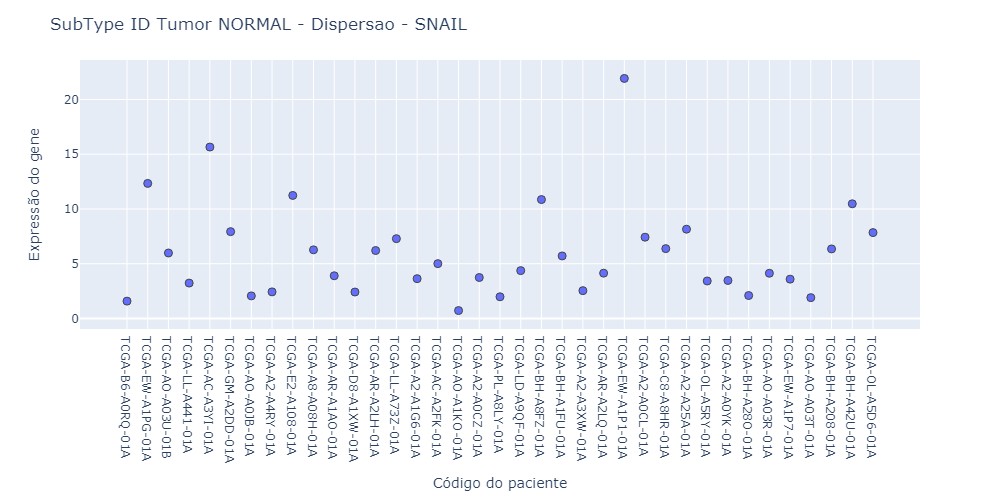 SubType ID Tumor NORMAL - Dispersao - SNAIL
Expressão do gene
20
15
10
5
0
TCGA-B6-A0RQ-01A
TCGA-EW-A1PG-01A
TCGA-AO-A03U-01B
TCGA-LL-A441-01A
TCGA-AC-A3YI-01A
TCGA-GM-A2DD-01A
TCGA-AO-A0JB-01A
TCGA-A2-A4RY-01A
TCGA-E2-A108-01A
TCGA-A8-A08H-01A
TCGA-AR-A1AO-01A
TCGA-D8-A1XW-01A
TCGA-AR-A2LH-01A
TCGA-LL-A73Z-01A
TCGA-A2-A1G6-01A
TCGA-AC-A2FK-01A
TCGA-AQ-A1KO-01A
TCGA-A2-A0CZ-01A
TCGA-PL-A8LY-01A
TCGA-LD-A9QF-01A
TCGA-BH-A8FZ-01A
TCGA-BH-A1FU-01A
TCGA-A2-A3XW-01A
TCGA-AR-A2LQ-01A
TCGA-EW-A1P1-01A
TCGA-A2-A0CL-01A
TCGA-C8-A8HR-01A
TCGA-A2-A25A-01A
TCGA-OL-A5RY-01A
TCGA-A2-A0YK-01A
TCGA-BH-A28O-01A
TCGA-AO-A03R-01A
TCGA-EW-A1P7-01A
TCGA-AO-A03T-01A
TCGA-BH-A208-01A
TCGA-BH-A42U-01A
TCGA-OL-A5D6-01A
Código do paciente